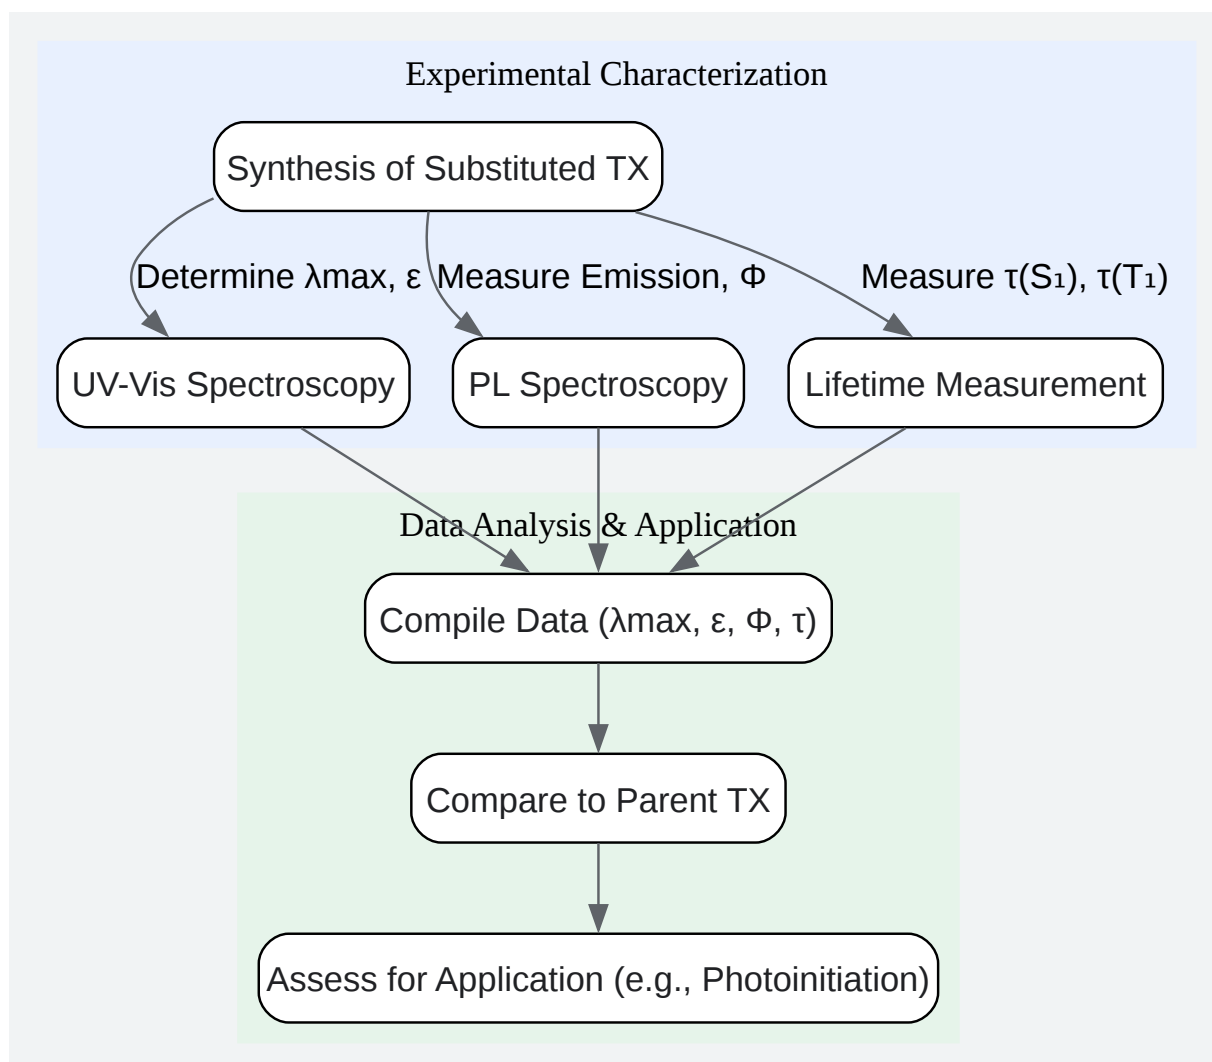 Experimental Characterization
Synthesis of Substituted TX
Determine λmax, ε
Measure Emission, Φ
Measure τ(S₁), τ(T₁)
UV-Vis Spectroscopy
PL Spectroscopy
Lifetime Measurement
Data Analysis & Application
Compile Data (λmax, ε, Φ, τ)
Compare to Parent TX
Assess for Application (e.g., Photoinitiation)